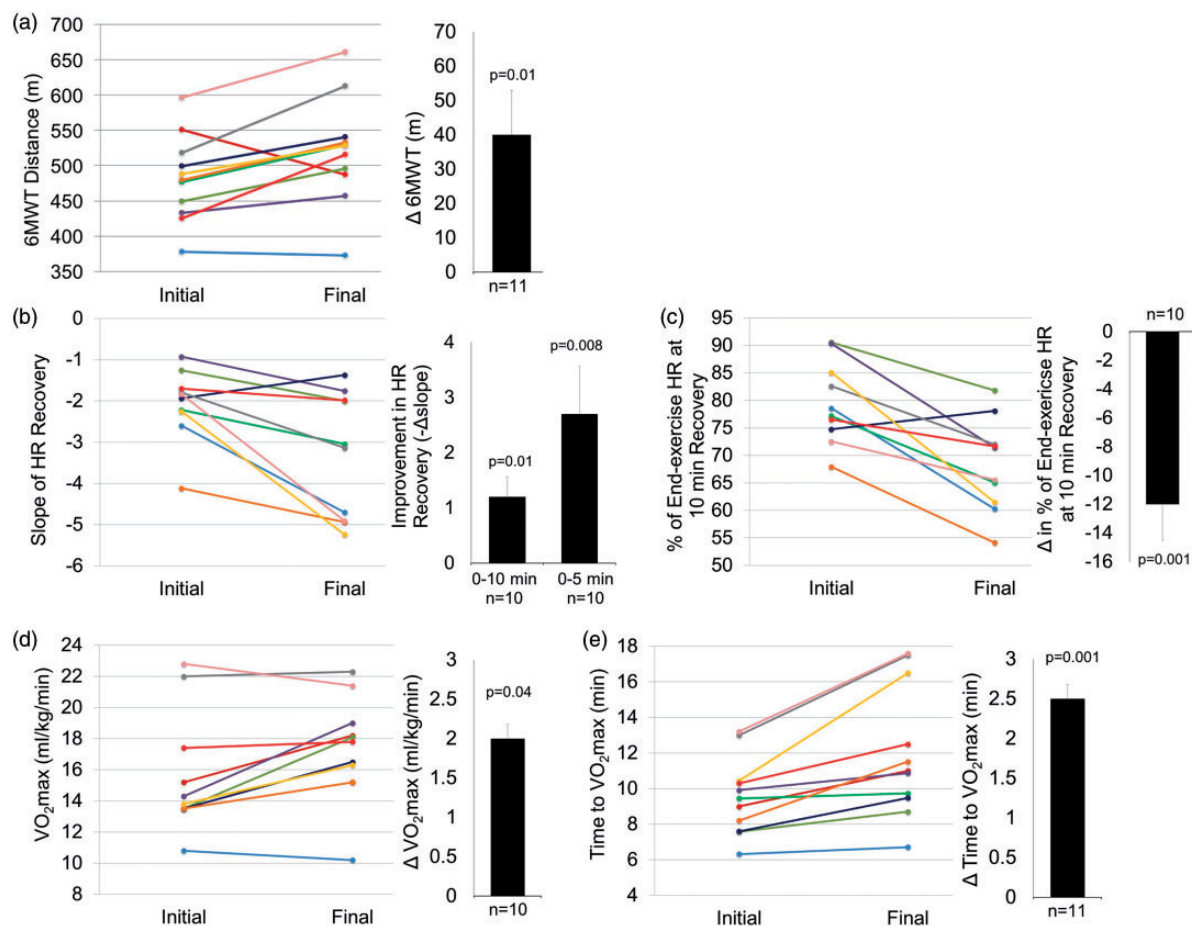 (a)
6MWT Distance (m)
700
650
600
550
500
450
400
350
Initial
Final
Δ 6MWT (m)
70
60
50
40
30
20
10
0
p=0.01
n=11
(b)
Slope of HR Recovery
0
-1
-2
-3
-4
-5
-6
Initial
Final
Improvement in HR
Recovery (-Δslope)
4
3
2
1
0
p=0.01
p=0.008
0-10 min
n=10
0-5 min
n=10
(c)
% of End-exercise HR at
10 min Recovery
95
90
85
80
75
70
65
60
55
50
Initial
Final
Δ in % of End-exericse HR
at 10 min Recovery
n=10
0
-2
-4
-6
-8
-10
-12
-14
-16
p=0.001
(d)
VO₂max (ml/kg/min)
24
22
20
18
16
14
12
10
8
Initial
Final
Δ VO₂max (ml/kg/min)
3
2.5
2
1.5
1
0.5
0
p=0.04
n=10
(e)
Time to VO₂max (min)
18
16
14
12
10
8
6
4
Initial
Final
Δ Time to VO₂max (min)
3
2.5
2
1.5
1
0.5
0
p=0.001
n=11